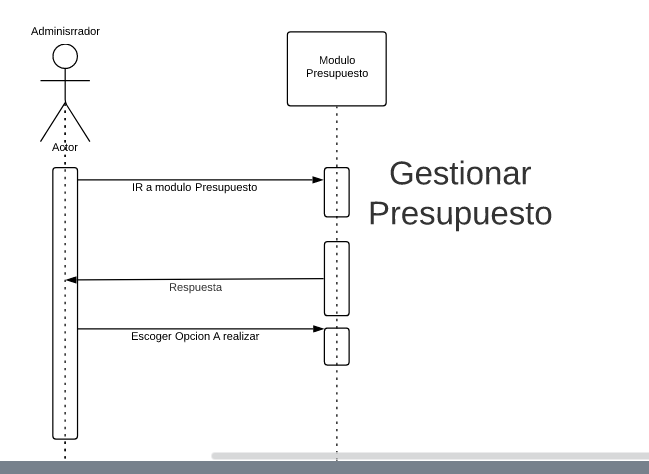 Adminisrrador
Modulo
Presupuesto
Actor
IR a modulo Presupuesto
Gestionar
Presupuesto
Respuesta
Escoger Opcion A realizar